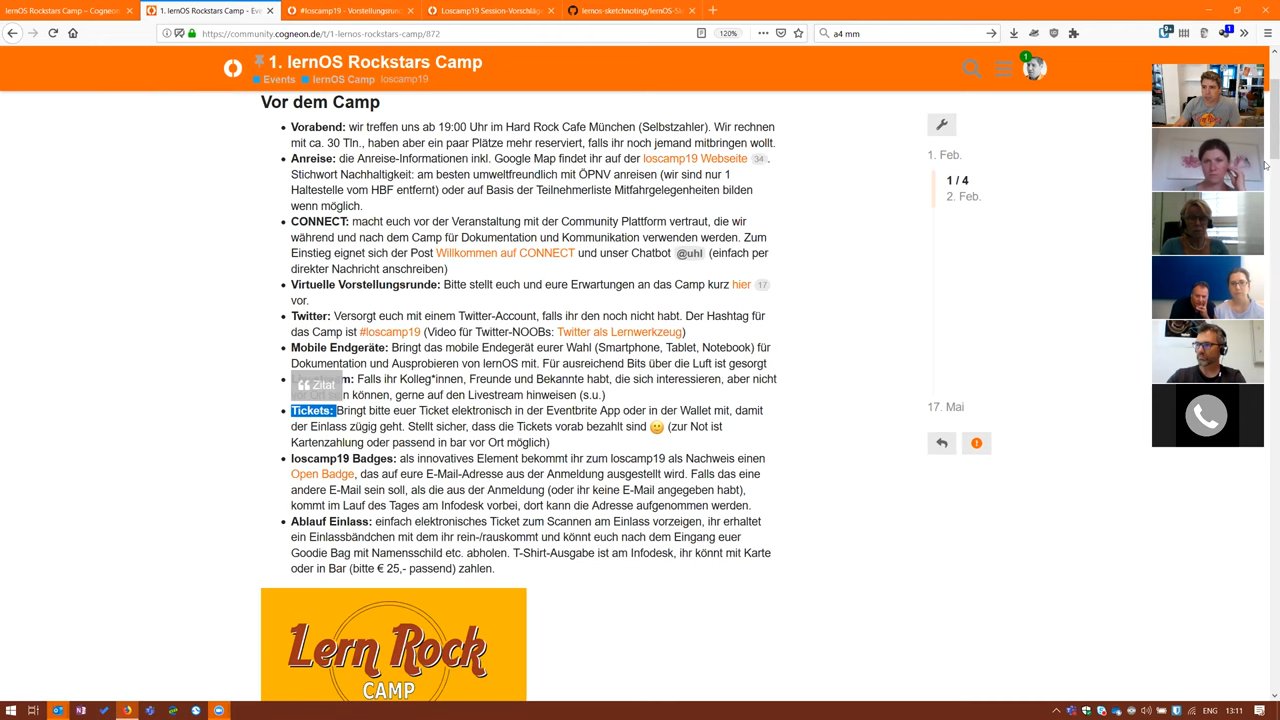 lernOS Rockstars Camp – Cogneon
1. lernOS Rockstars Camp - Eve
#loscamp19 - Vorstellungsrund
Loscamp19 Session-Vorschläge
lernos-sketchnoting/lernOS-Sk
https://community.cogneon.de/t/1-lernos-rockstars-camp/872
120%
a4 mm
1. lernOS Rockstars Camp
Events lernOS Camp loscamp19
1
Vor dem Camp
Vorabend: wir treffen uns ab 19:00 Uhr im Hard Rock Cafe München (Selbstzahler). Wir rechnen
mit ca. 30 Tln., haben aber ein paar Plätze mehr reserviert, falls ihr noch jemand mitbringen wollt.
Anreise: die Anreise-Informationen inkl. Google Map findet ihr auf der loscamp19 Webseite 34 .
Stichwort Nachhaltigkeit: am besten umweltfreundlich mit ÖPNV anreisen (wir sind nur 1
Haltestelle vom HBF entfernt) oder auf Basis der Teilnehmerliste Mitfahrgelegenheiten bilden
wenn möglich.
CONNECT: macht euch vor der Veranstaltung mit der Community Plattform vertraut, die wir
während und nach dem Camp für Dokumentation und Kommunikation verwenden werden. Zum
Einstieg eignet sich der Post Willkommen auf CONNECT und unser Chatbot @uhl (einfach per
direkter Nachricht anschreiben)
Virtuelle Vorstellungsrunde: Bitte stellt euch und eure Erwartungen an das Camp kurz hier 17
vor.
Twitter: Versorgt euch mit einem Twitter-Account, falls ihr den noch nicht habt. Der Hashtag für
das Camp ist #loscamp19 (Video für Twitter-NOOBs: Twitter als Lernwerkzeug)
Mobile Endgeräte: Bringt das mobile Endegerät eurer Wahl (Smartphone, Tablet, Notebook) für
Dokumentation und Ausprobieren von lernOS mit. Für ausreichend Bits über die Luft ist gesorgt
m: Falls ihr Kolleg*innen, Freunde und Bekannte habt, die sich interessieren, aber nicht
Zitat
vor Ort sein können, gerne auf den Livestream hinweisen (s.u.)
Tickets: Bringt bitte euer Ticket elektronisch in der Eventbrite App oder in der Wallet mit, damit
der Einlass zügig geht. Stellt sicher, dass die Tickets vorab bezahlt sind 🙂 (zur Not ist
Kartenzahlung oder passend in bar vor Ort möglich)
loscamp19 Badges: als innovatives Element bekommt ihr zum loscamp19 als Nachweis einen
Open Badge, das auf eure E-Mail-Adresse aus der Anmeldung ausgestellt wird. Falls das eine
andere E-Mail sein soll, als die aus der Anmeldung (oder ihr keine E-Mail angegeben habt),
kommt im Lauf des Tages am Infodesk vorbei, dort kann die Adresse aufgenommen werden.
Ablauf Einlass: einfach elektronisches Ticket zum Scannen am Einlass vorzeigen, ihr erhaltet
ein Einlassbändchen mit dem ihr rein-/rauskommt und könnt euch nach dem Eingang euer
Goodie Bag mit Namensschild etc. abholen. T-Shirt-Ausgabe ist am Infodesk, ihr könnt mit Karte
oder in Bar (bitte € 25,- passend) zahlen.
1. Feb.
1 / 4
2. Feb.
17. Mai
Lern Rock
CAMP
ENG
13:11